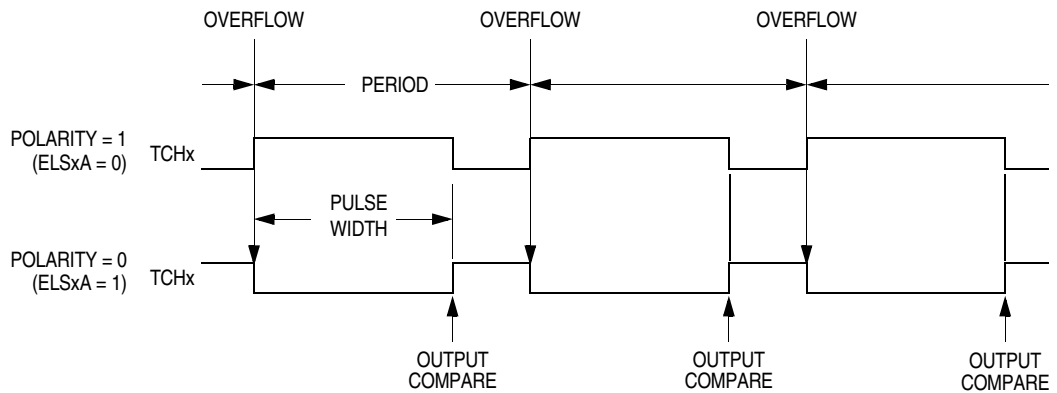 OVERFLOW
OVERFLOW
OVERFLOW
PERIOD
POLARITY = 1
(ELSxA = 0)
TCHx
PULSE
WIDTH
POLARITY = 0
(ELSxA = 1)
TCHx
OUTPUT
COMPARE
OUTPUT
COMPARE
OUTPUT
COMPARE